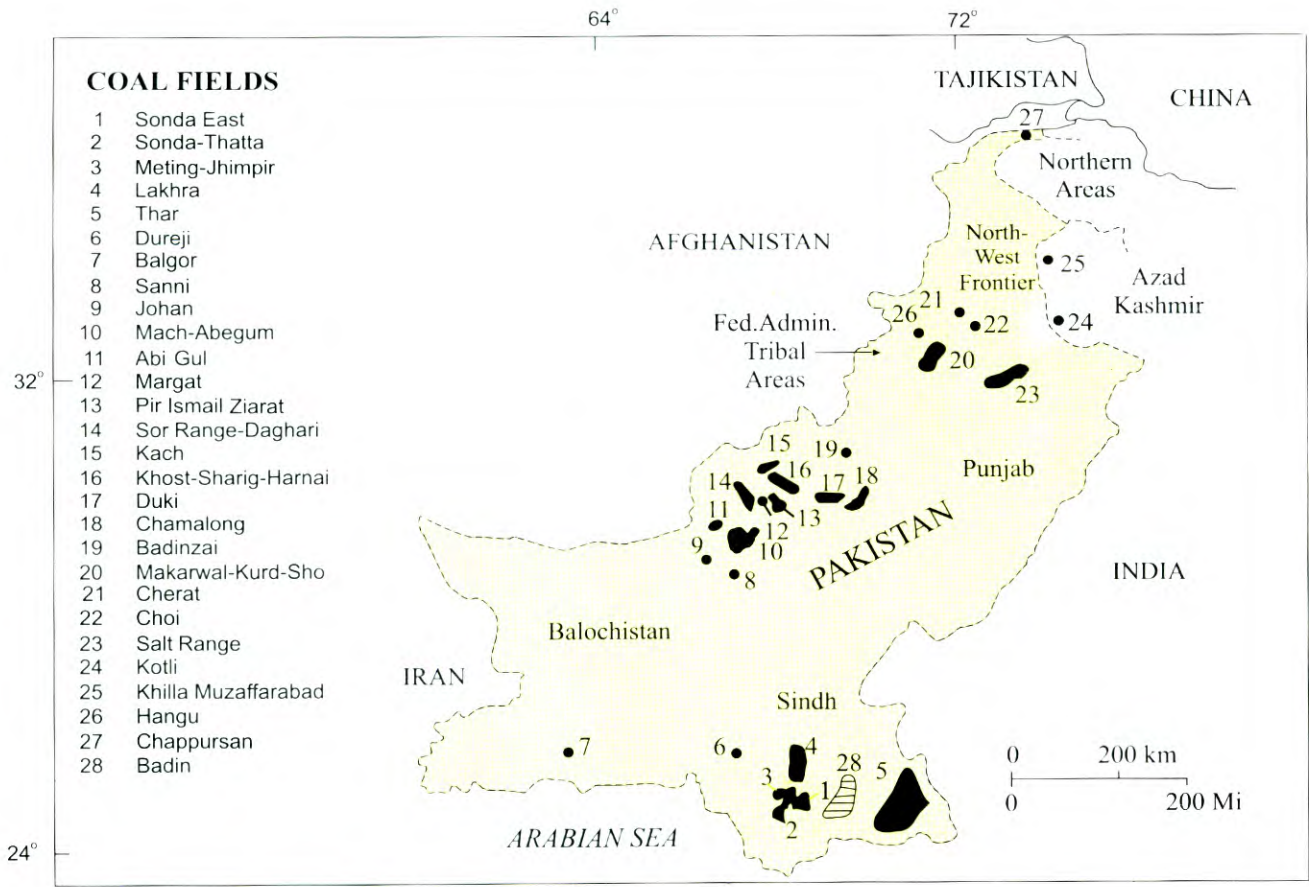 64°
72°
COAL FIELDS
1 Sonda East
2 Sonda-Thatta
3 Meting-Jhimpir
4 Lakhra
5 Thar
6 Dureji
7 Balgor
8 Sanni
9 Johan
10 Mach-Abegum
11 Abi Gul
12 Margat
13 Pir Ismail Ziarat
14 Sor Range-Daghari
15 Kach
16 Khost-Sharig-Harnai
17 Duki
18 Chamalong
19 Badinzai
20 Makarwal-Kurd-Sho
21 Cherat
22 Choi
23 Salt Range
24 Kotli
25 Khilla Muzaffarabad
26 Hangu
27 Chappursan
28 Badin
TAJIKISTAN
CHINA
27
Northern
Areas
AFGHANISTAN
North-
West
Frontier
25
Azad
Kashmir
21
26
22
24
Fed.Admin.
Tribal
Areas
20
32°
23
15
19
16
Punjab
14
17
18
11
12
13
10
9
8
PAKISTAN
INDIA
Balochistan
IRAN
Sindh
7
6
4
28
5
3
1
2
0 200 km
0 200 Mi
ARABIAN SEA
24°